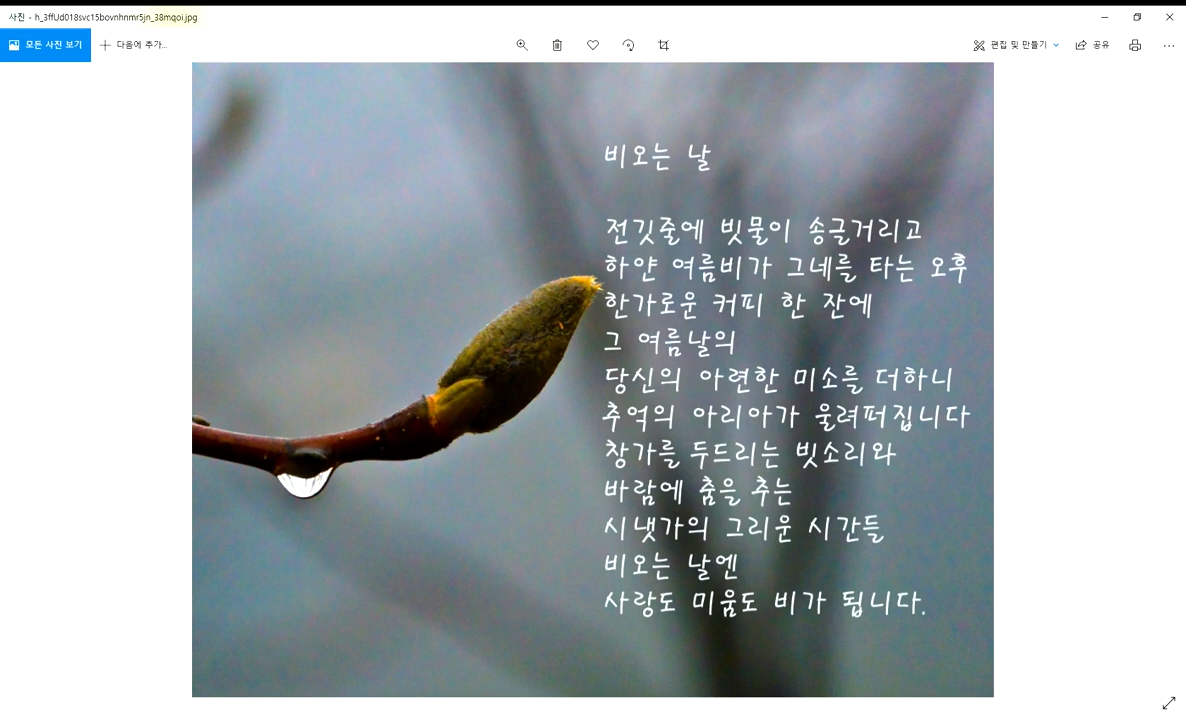 사진 - h_3ffUd018svc15bovnhnmr5jn_38mqoi.jpg
모든 사진 보기
다음에 추가...
편집 및 만들기
공유
비오는 날
전깃줄에 빗물이 송글거리고
하얀 여름비가 그네를 타는 오후
한가로운 커피 한 잔에
그 여름날의
당신의 아련한 미소를 더하니
추억의 아리아가 울려퍼집니다
창가를 두드리는 빗소리와
바람에 춤을 추는
시냇가의 그리운 시간들
비오는 날엔
사랑도 미움도 비가 됩니다.